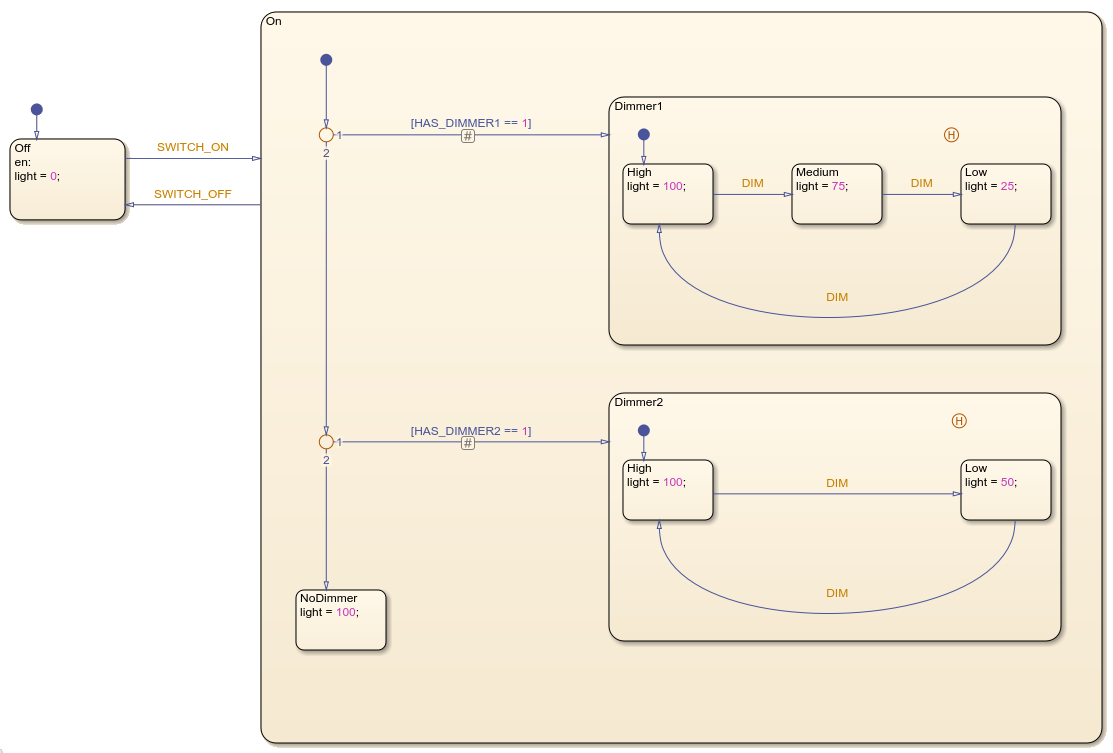 On
Off
en:
light = 0;
SWITCH_ON
SWITCH_OFF
1
2
[HAS_DIMMER1 == 1]
#
Dimmer1
H
High
light = 100;
DIM
Medium
light = 75;
DIM
Low
light = 25;
DIM
1
2
[HAS_DIMMER2 == 1]
#
Dimmer2
H
High
light = 100;
DIM
Low
light = 50;
DIM
NoDimmer
light = 100;